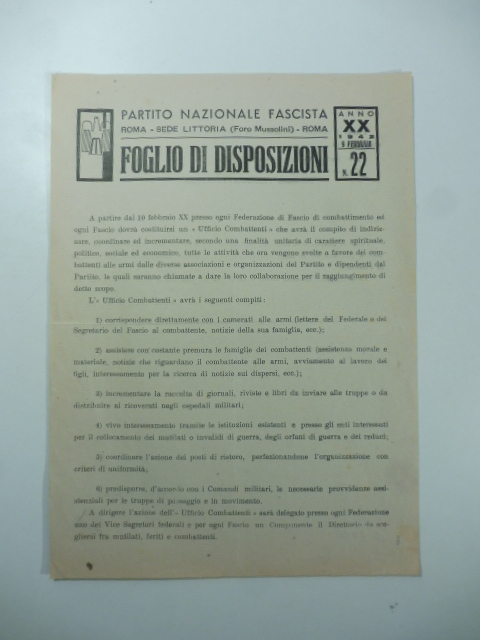 PARTITO NAZIONALE FASCISTA
ROMA - SEDE LITTORIA (Foro Mussolini) - ROMA
FOGLIO DI DISPOSIZIONI
ANNO
XX
1942
9 FEBBRAIO
N. 22
A partire dal 10 febbraio XX presso ogni Federazione di Fasci di combattimento ed
ogni Fascio dovrà costituirsi un « Ufficio Combattenti » che avrà il compito di indiriz-
zare, coordinare ed incrementare, secondo una finalità unitaria di carattere spirituale,
politico, sociale ed economico, tutte le attività che ora vengono svolte a favore dei com-
battenti alle armi dalle diverse associazioni e organizzazioni del Partito e dipendenti dal
Partito, le quali saranno chiamate a dare la loro collaborazione per il raggiungimento di
detto scopo.
L'« Ufficio Combattenti » avrà i seguenti compiti :
1) corrispondere direttamente con i camerati alle armi (lettere del Federale e del
Segretario del Fascio al combattente, notizie della sua famiglia, ecc.);
2) assistere con costante premura le famiglie dei combattenti (assistenza morale e
materiale, notizie che riguardano il combattente alle armi, avviamento al lavoro dei
figli, interessamento per la ricerca di notizie sui dispersi, ecc.);
3) incrementare la raccolta di giornali, riviste e libri da inviare alle truppe o da
distribuire ai ricoverati negli ospedali militari;
4) vivo interessamento tramite le istituzioni esistenti e presso gli enti interessati
per il collocamento dei mutilati o invalidi di guerra, degli orfani di guerra e dei reduci;
5) coordinare l'azione dei posti di ristoro, perfezionandone l'organizzazione con
criteri di uniformità;
6) predisporre, d'accordo con i Comandi militari, le necessarie provvidenze assi-
stenziali per le truppe di passaggio e in movimento.
A dirigere l'azione dell'« Ufficio Combattenti » sarà delegato presso ogni Federazione
uno dei Vice Segretari federali e per ogni Fascio un Componente il Direttorio da sce-
gliersi fra mutilati, feriti e combattenti.